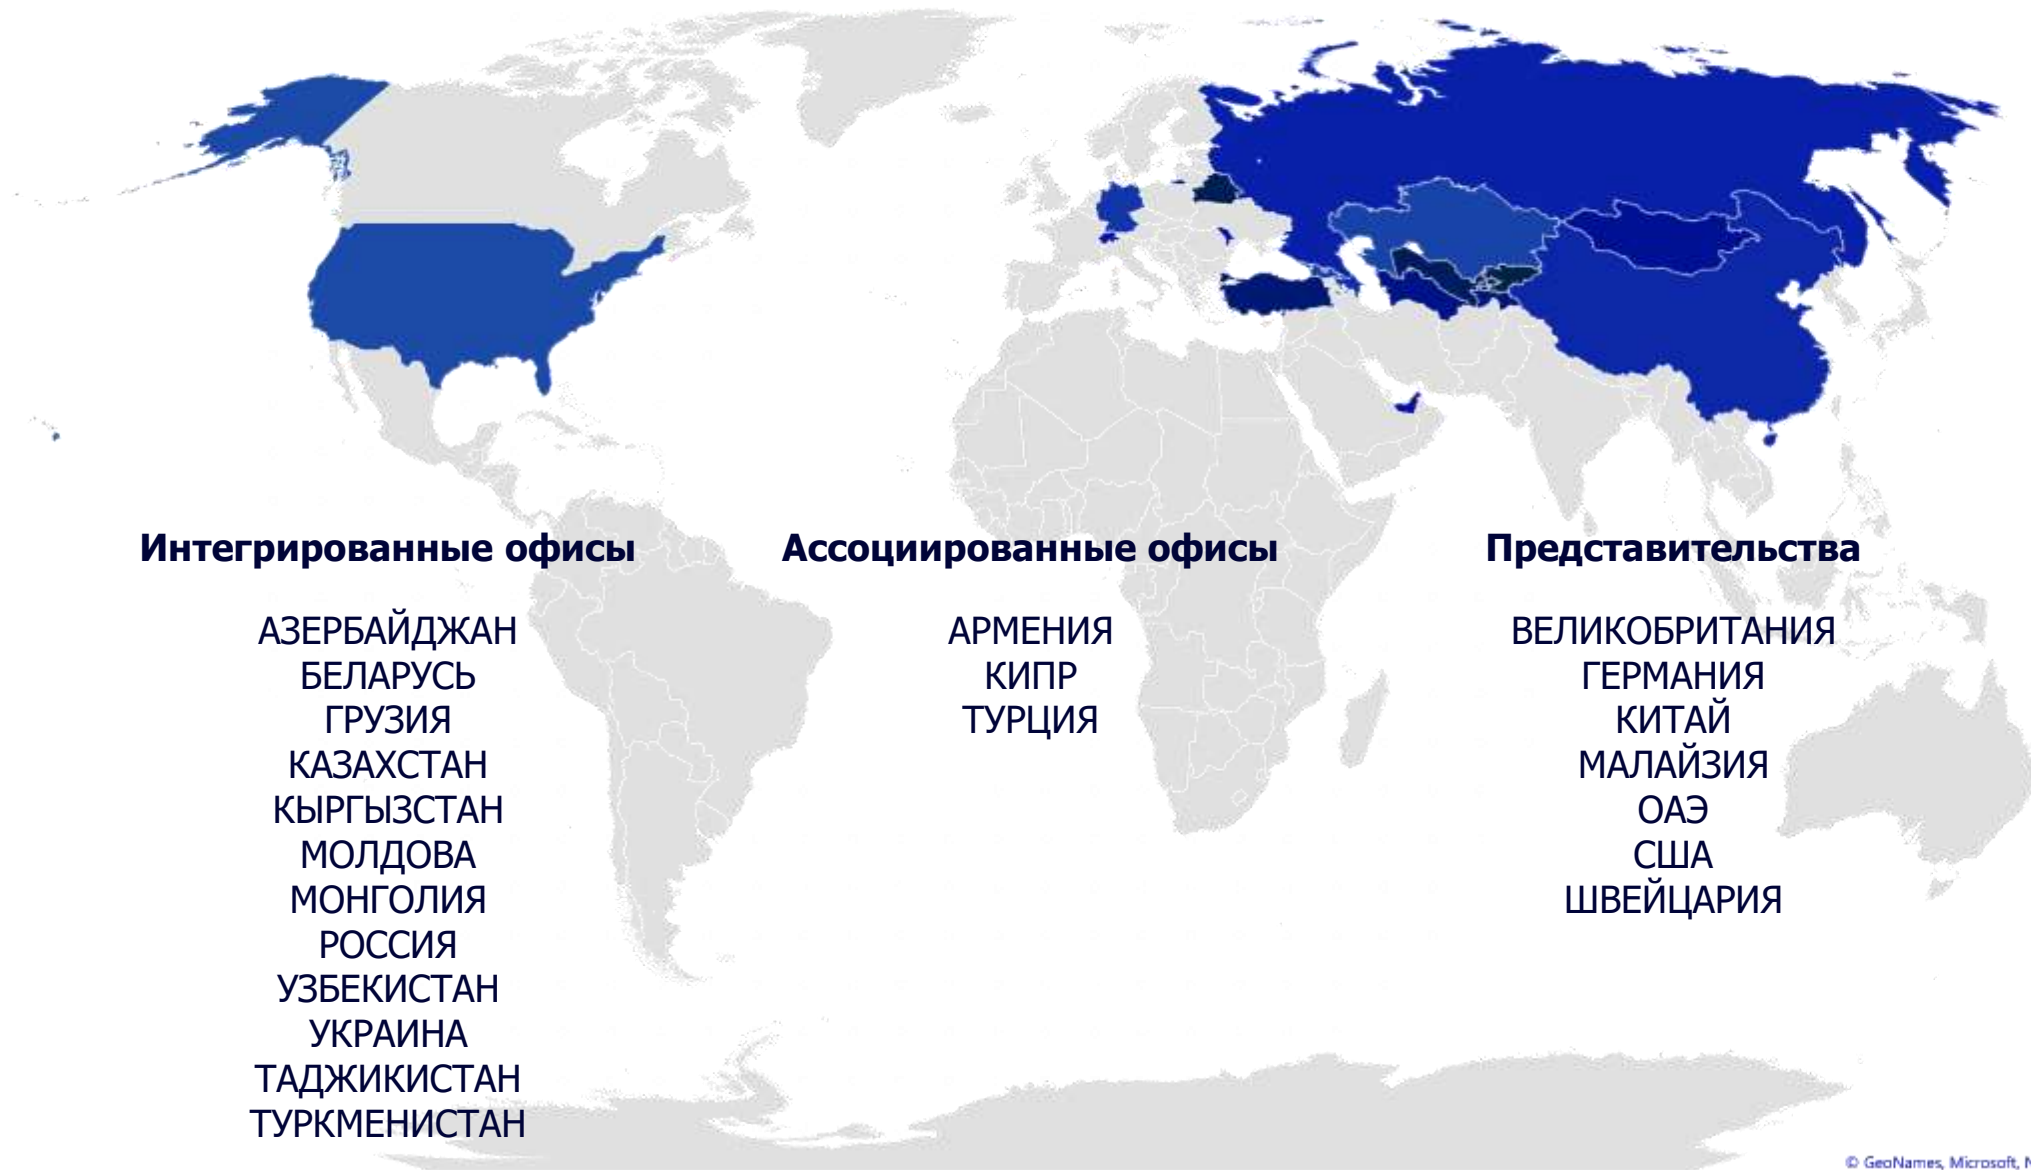 Интегрированные офисы
АЗЕРБАЙДЖАН
БЕЛАРУСЬ
ГРУЗИЯ
КАЗАХСТАН
КЫРГЫЗСТАН
МОЛДОВА
МОНГОЛИЯ
РОССИЯ
УЗБЕКИСТАН
УКРАИНА
ТАДЖИКИСТАН
ТУРКМЕНИСТАН
Ассоциированные офисы
АРМЕНИЯ
КИПР
ТУРЦИЯ
Представительства
ВЕЛИКОБРИТАНИЯ
ГЕРМАНИЯ
КИТАЙ
МАЛАЙЗИЯ
ОАЭ
США
ШВЕЙЦАРИЯ
© GeoNames, Microsoft,